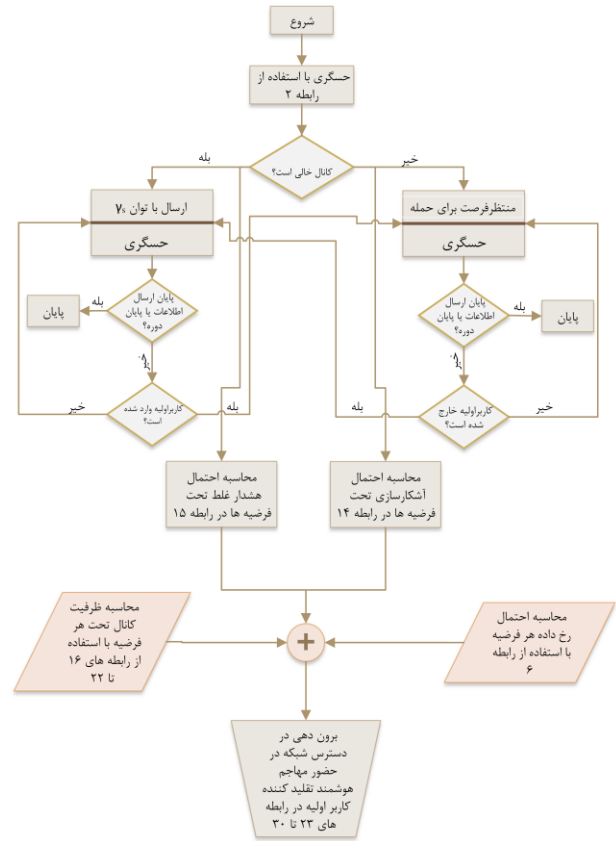 شروع
حسگری با استفاده از
رابطه ۲
کانال خالی است؟
خیر
بله
منتظرفرصت برای حمله
حسگری
ارسال با توان γs
حسگری
پایان ارسال
اطلاعات یا پایان
دوره؟
بله
پایان
خیر
کاربراولیه خارج
شده است؟
بله
خیر
پایان ارسال
اطلاعات یا پایان
دوره؟
بله
پایان
خیر
کاربراولیه وارد شده
است؟
بله
خیر
محاسبه احتمال
آشکارسازی تحت
فرضیه ها در رابطه ۱۴
محاسبه احتمال
هشدار غلط تحت
فرضیه ها در رابطه ۱۵
محاسبه احتمال
رخ داده هر فرضیه
با استفاده از رابطه
۶
+
محاسبه ظرفیت
کانال تحت هر
فرضیه با استفاده
از رابطه های ۱۶
تا ۲۲
برون دهی در
دسترس شبکه در
حضور مهاجم
هوشمند تقلید کننده
کاربر اولیه در رابطه
های ۲۳ تا ۳۰